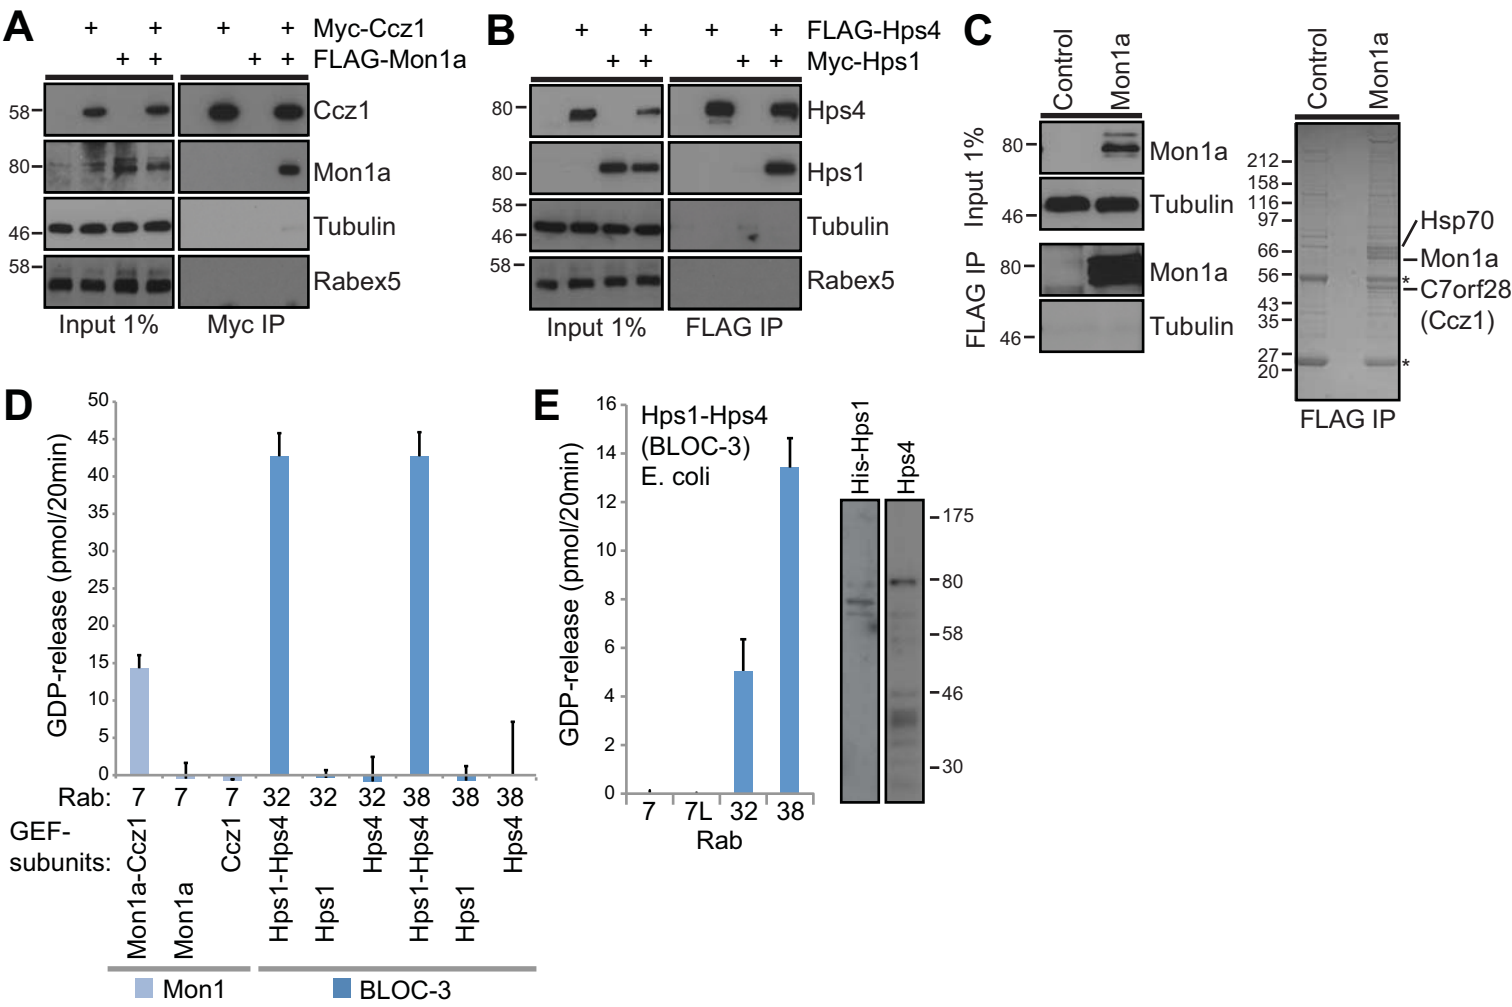 A
+ + + + Myc-Ccz1
+ + + + FLAG-Mon1a
58 Ccz1
80 Mon1a
46 Tubulin
58 Rabex5
Input 1% Myc IP
B
+ + + + FLAG-Hps4
+ + + + Myc-Hps1
80 Hps4
80 Hps1
58
46 Tubulin
58 Rabex5
Input 1% FLAG IP
C
Control Mon1a
Input 1%
80 Mon1a
46 Tubulin
FLAG IP
80 Mon1a
46 Tubulin
Control Mon1a
212
158
116
97
66
56
43
35
27
20
Hsp70
Mon1a
*
C7orf28
(Ccz1)
*
FLAG IP
D
GDP-release (pmol/20min)
50
45
40
35
30
25
20
15
10
5
0
Rab: 7 7 7 32 32 32 38 38 38
GEF-
subunits:
Mon1a-Ccz1 Mon1a Ccz1 Hps1-Hps4 Hps1 Hps4 Hps1-Hps4 Hps1 Hps4
Mon1 BLOC-3
E
GDP-release (pmol/20min)
16
14
12
10
8
6
4
2
0
Hps1-Hps4
(BLOC-3)
E. coli
7 7L 32 38
Rab
His-Hps1 Hps4
175
80
58
46
30